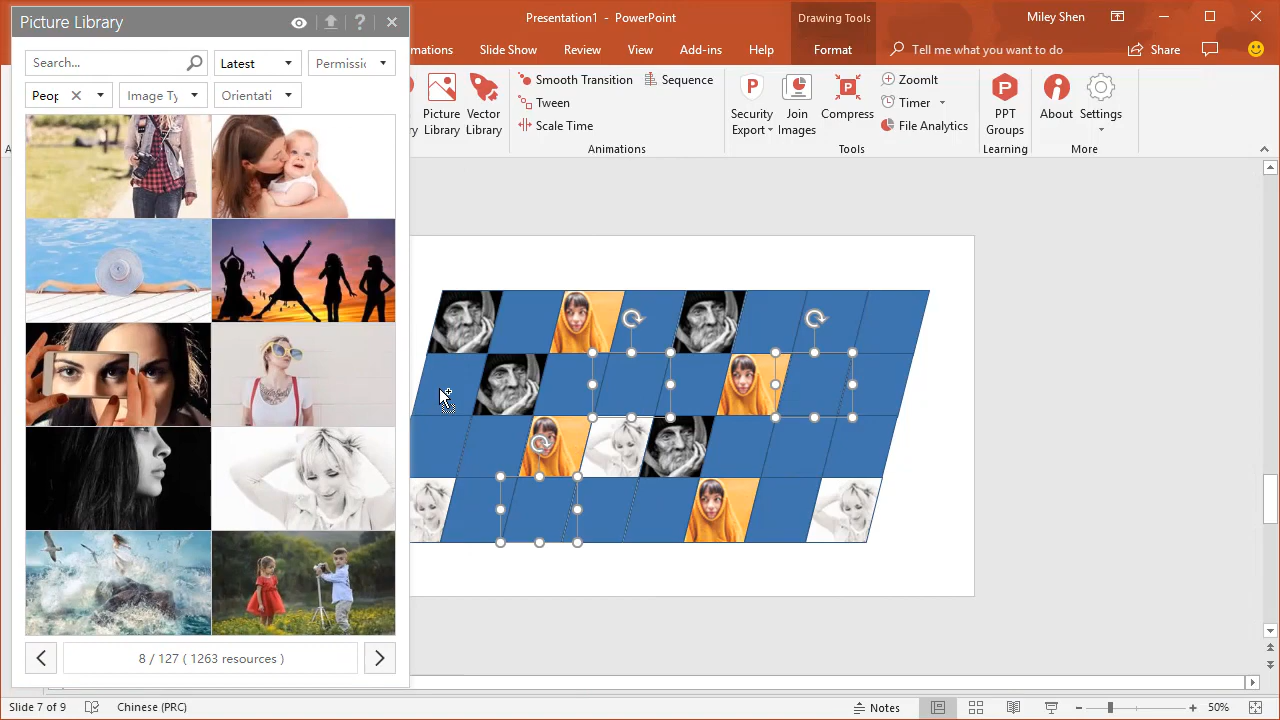 Picture Library
Presentation1 - PowerPoint
Drawing Tools
Miley Shen
mations
Slide Show
Review
View
Add-ins
Help
Format
Tell me what you want to do
Share
Search...
Latest
Permissic
Peop
Image Ty
Orientati
Picture Library
Vector Library
Smooth Transition
Sequence
Tween
Scale Time
Animations
Security Export
Join Images
Compress
ZoomIt
Timer
File Analytics
Tools
PPT Groups
Learning
About
Settings
More
8 / 127 ( 1263 resources )
Slide 7 of 9
Chinese (PRC)
Notes
50%